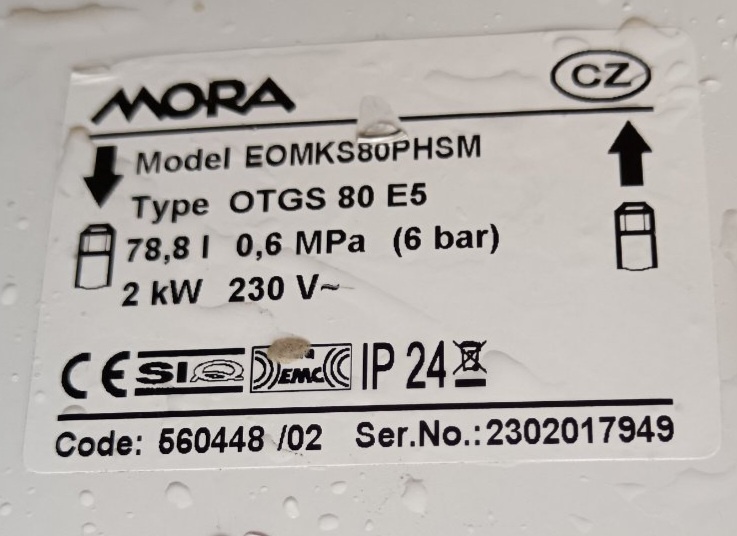 MORA
CZ
Model EOMKS80PHSM
Type OTGS 80 E5
78,8 l 0,6 MPa (6 bar)
2 kW 230 V~
CE SIQ EMC IP 24
Code: 560448 /02 Ser.No.: 2302017949